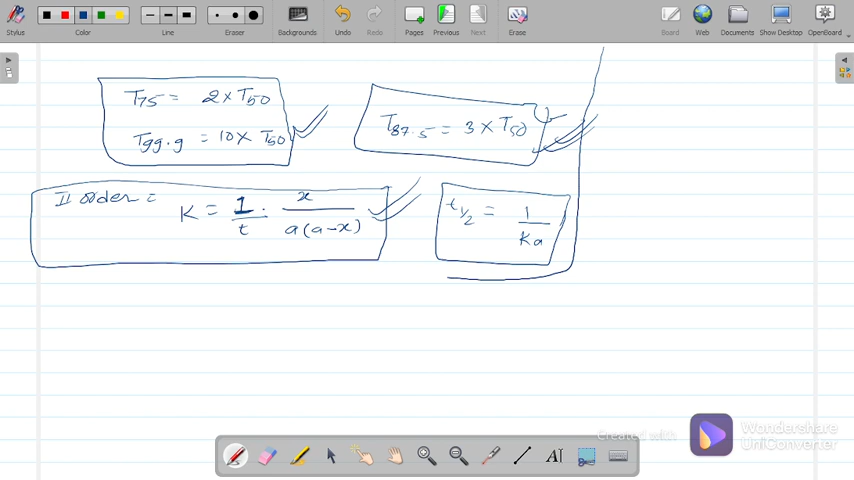 Stylus
Color
Line
Eraser
Backgrounds
Undo
Redo
Pages
Previous
Next
Erase
Board
Web
Documents
Show Desktop
OpenBoard
T75 = 2 × T50
T99.9 = 10 × T50
T87.5 = 3 × T50
II order = K = 1/t . x/a(a-x)
t1/2 = 1/Ka
Created with
Wondershare
UniConverter